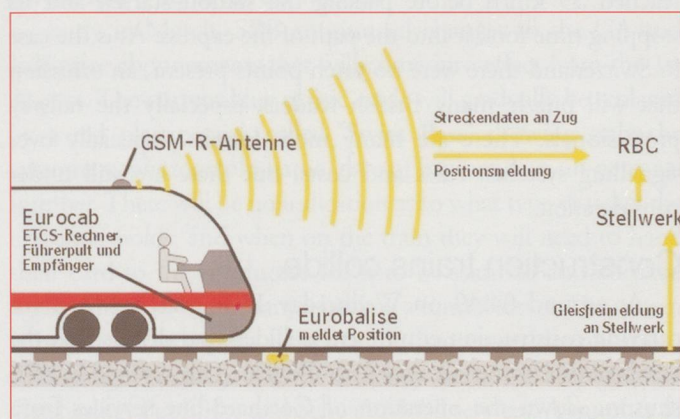 GSM-R-Antenne
Streckendaten an Zug
RBC
Positionsmeldung
Eurocab
ETCS-Rechner,
Führerpult und
Empfänger
Stellwerk
Eurobalise
meldet Position
Gleisfreimeldung
an Stellwerk